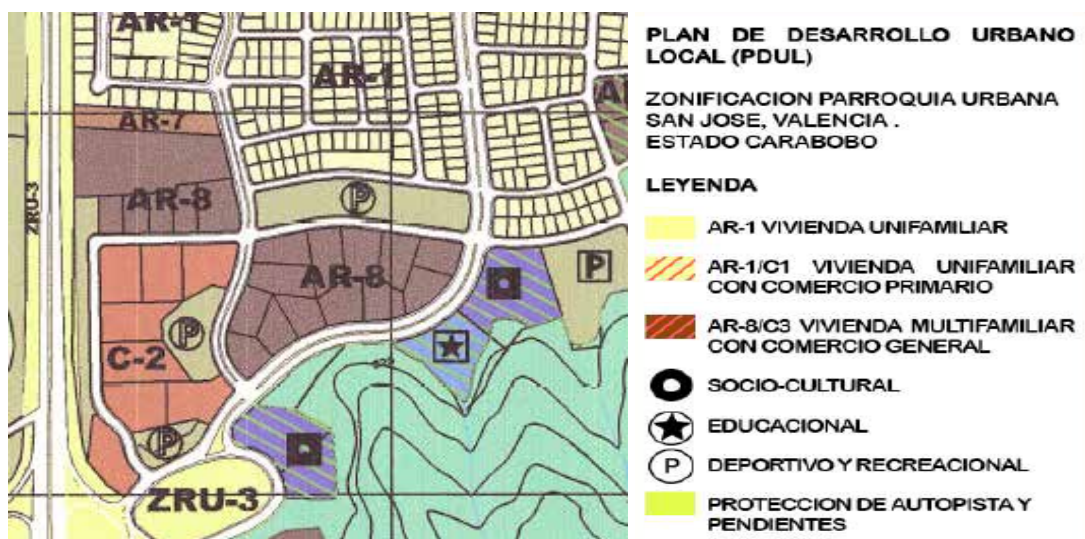 AR-1
AR-1
AR-7
AR-8
ZRU-3
P
AR-8
P
C-2
P
P
ZRU-3
PLAN DE DESARROLLO URBANO
LOCAL (PDUL)
ZONIFICACION PARROQUIA URBANA
SAN JOSE, VALENCIA .
ESTADO CARABOBO
LEYENDA
AR-1 VIVIENDA UNIFAMILIAR
AR-1/C1 VIVIENDA UNIFAMILIAR
CON COMERCIO PRIMARIO
AR-8/C3 VIVIENDA MULTIFAMILIAR
CON COMERCIO GENERAL
SOCIO-CULTURAL
EDUCACIONAL
P DEPORTIVO Y RECREACIONAL
PROTECCION DE AUTOPISTA Y
PENDIENTES